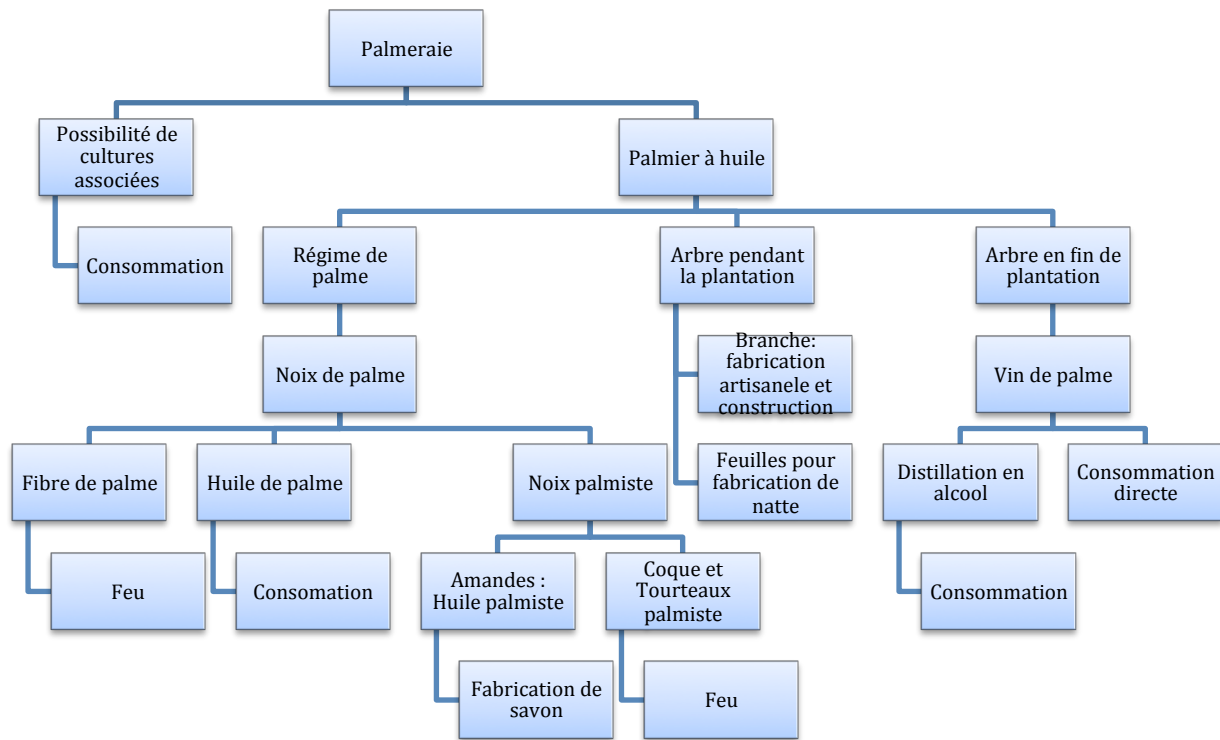 Palmeraie
Possibilité de
cultures
associées
Palmier à huile
Consommation
Régime de
palme
Arbre pendant
la plantation
Arbre en fin de
plantation
Noix de palme
Branche:
fabrication
artisanele et
construction
Vin de palme
Fibre de palme
Huile de palme
Noix palmiste
Feuilles pour
fabrication de
natte
Distillation en
alcool
Consommation
directe
Feu
Consomation
Amandes :
Huile palmiste
Coque et
Tourteaux
palmiste
Consommation
Fabrication de
savon
Feu